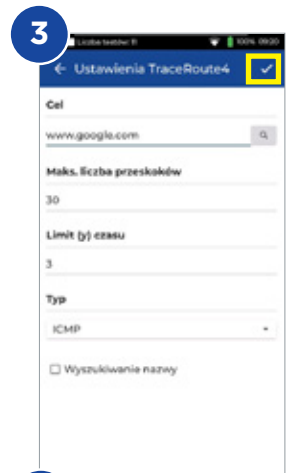 3
Liczba testów: 11 100% 09:20
Ustawienia TraceRoute4
Cel
www.google.com
Maks. liczba przeskoków
30
Limit (y) czasu
3
Typ
ICMP
Wyszukiwanie nazwy